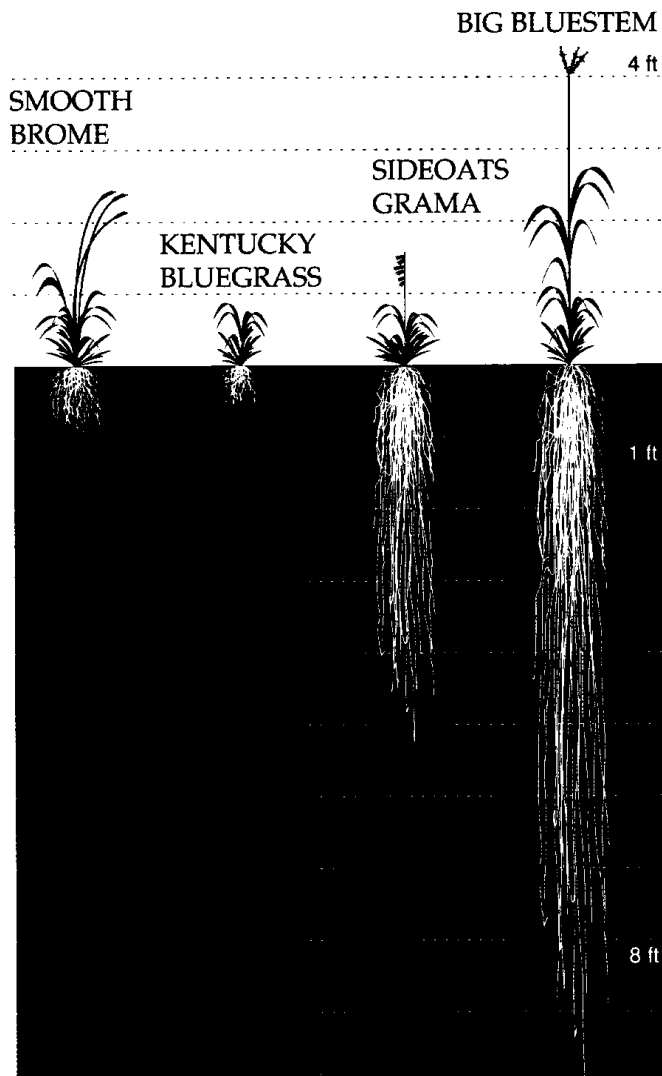 BIG BLUESTEM
4 ft
SMOOTH
BROME
SIDEOATS
GRAMA
KENTUCKY
BLUEGRASS
1 ft
8 ft